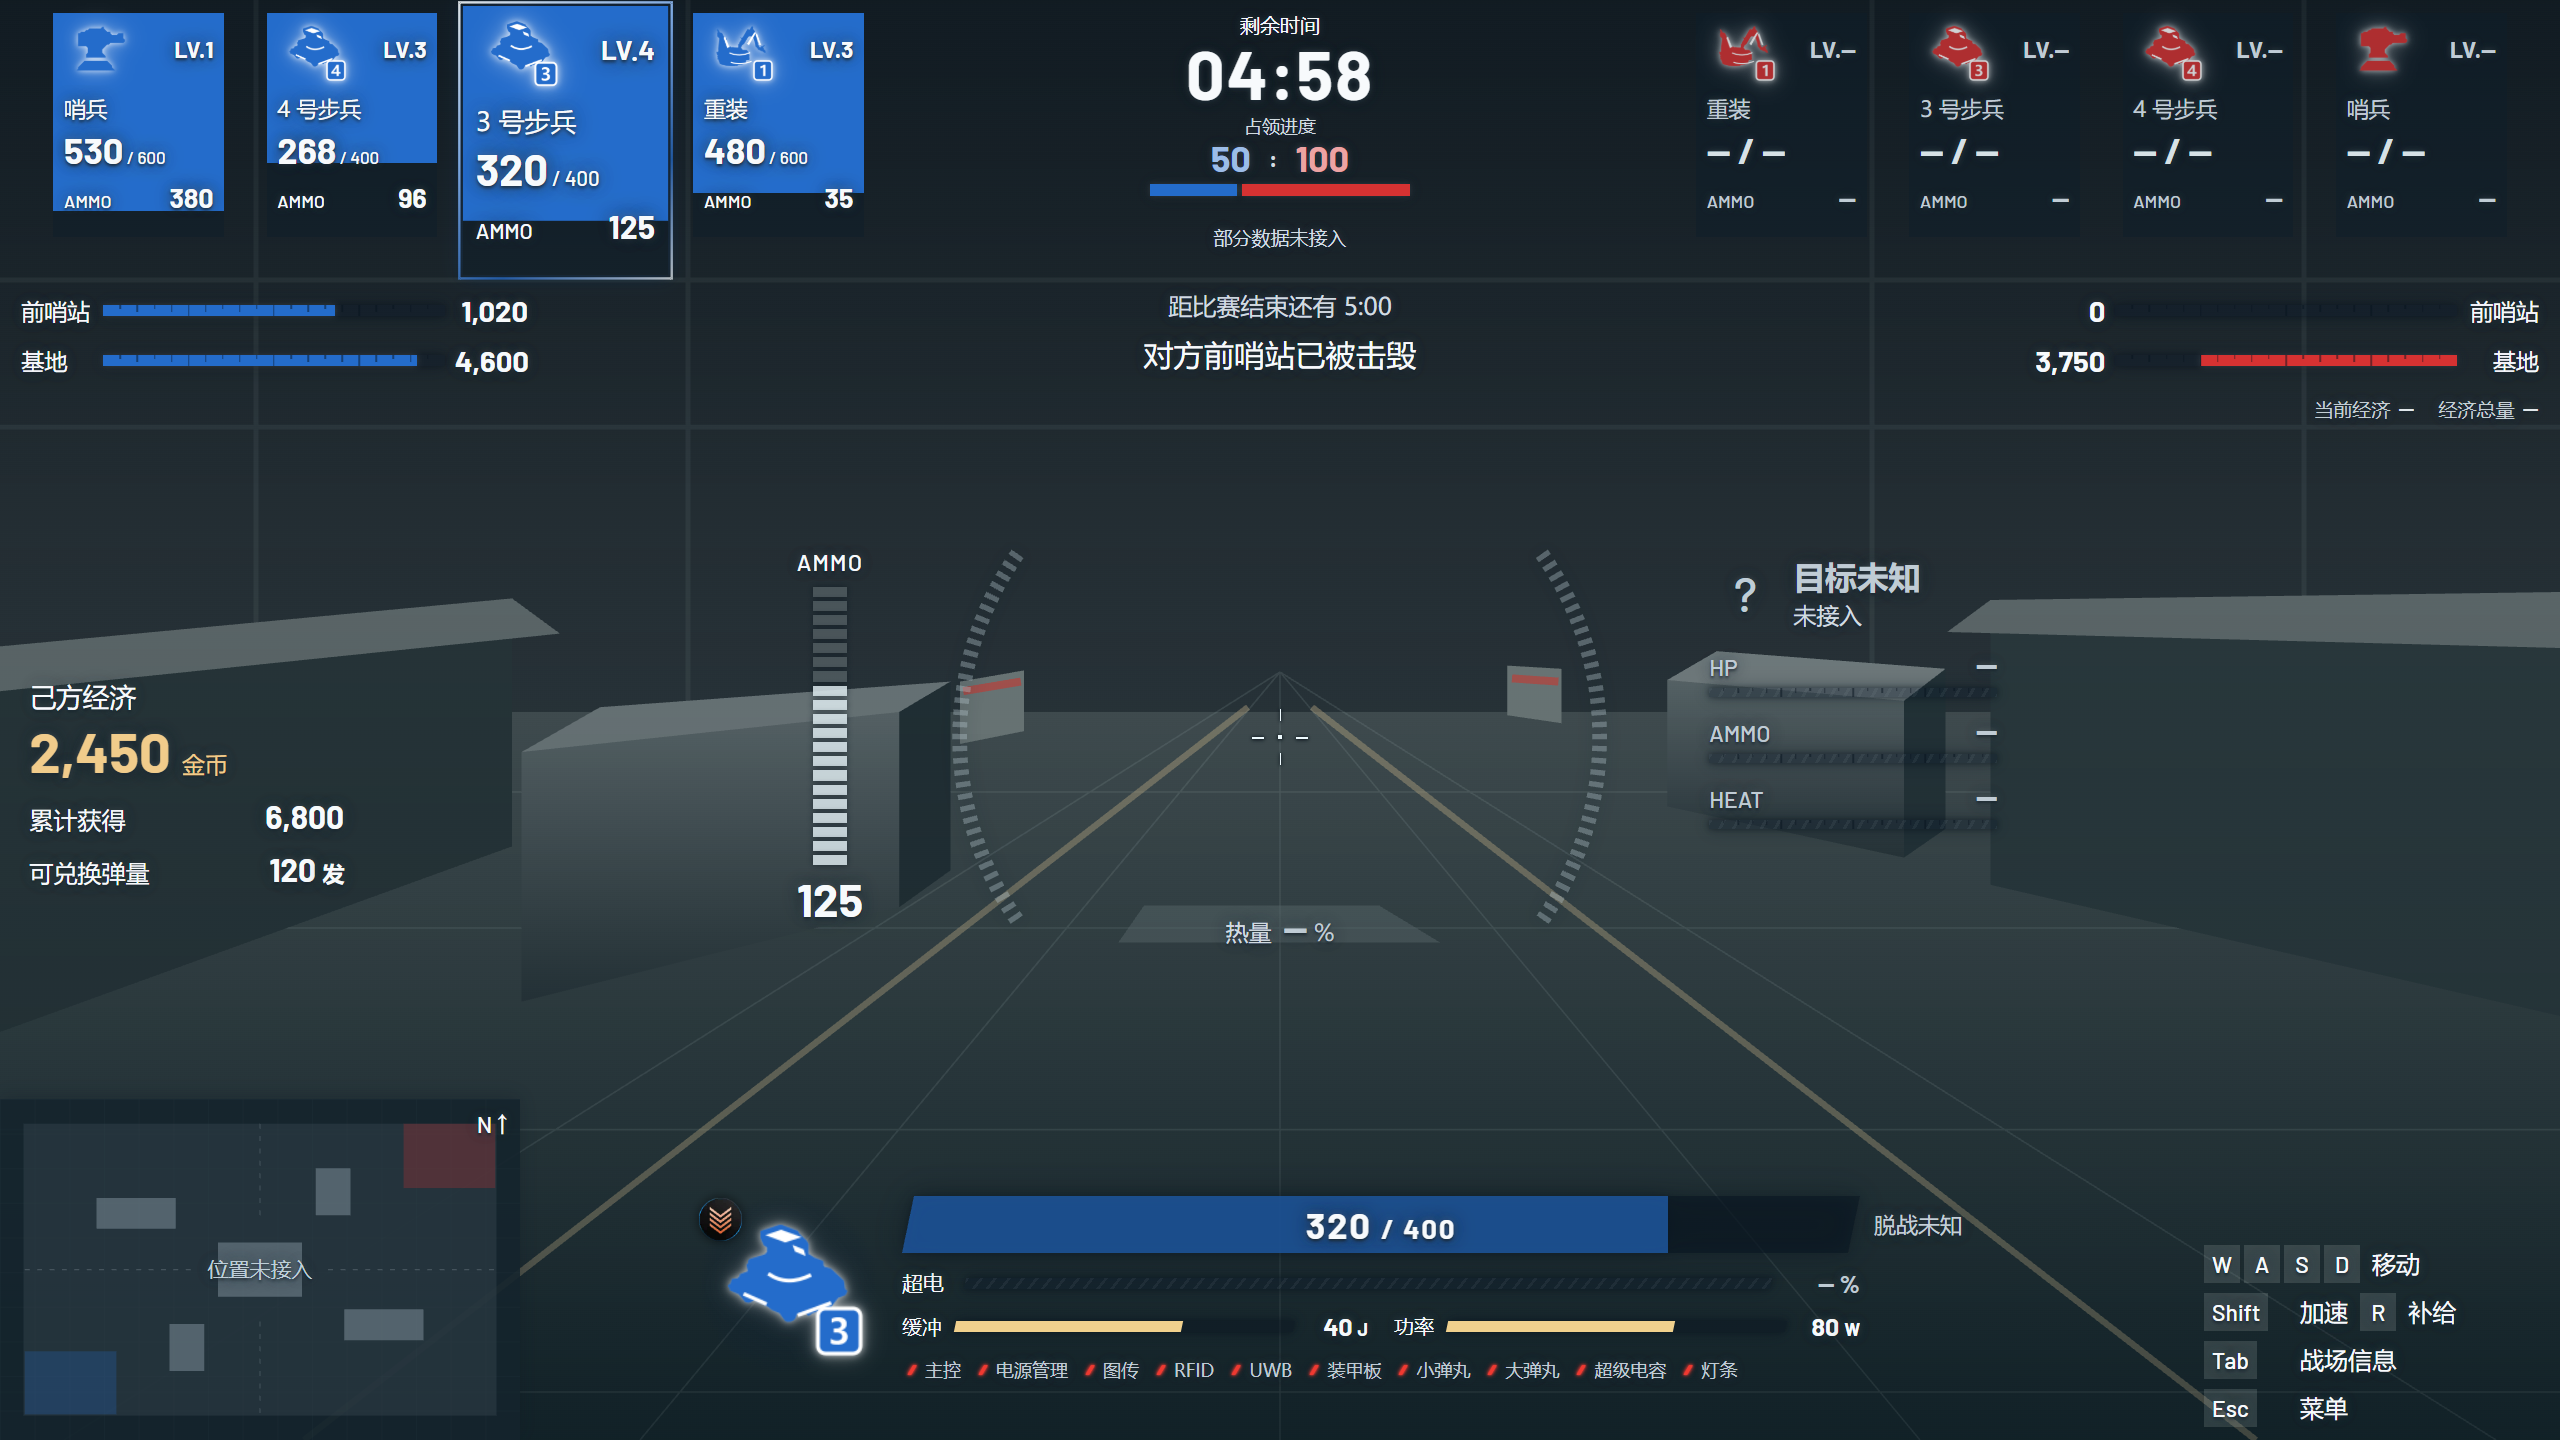 LV.1
哨兵
530 / 600
AMMO 380
4 LV.3
4 号步兵
268 / 400
AMMO 96
3 LV.4
3 号步兵
320 / 400
AMMO 125
1 LV.3
重装
480 / 600
AMMO 35
剩余时间
04:58
占领进度
50 : 100
部分数据未接入
1 LV.—
重装
— / —
AMMO —
3 LV.—
3 号步兵
— / —
AMMO —
4 LV.—
4 号步兵
— / —
AMMO —
LV.—
哨兵
— / —
AMMO —
前哨站 1,020
基地 4,600
距比赛结束还有 5:00
对方前哨站已被击毁
0 前哨站
3,750 基地
当前经济 — 经济总量 —
AMMO
125
? 目标未知
未接入
HP —
AMMO —
HEAT —
己方经济
2,450 金币
累计获得 6,800
可兑换弹量 120 发
热量 — %
N↑
位置未接入
3
320 / 400 脱战未知
超电 — %
缓冲 40 J 功率 80 W
主控 电源管理 图传 RFID UWB 装甲板 小弹丸 大弹丸 超级电容 灯条
W A S D 移动
Shift 加速 R 补给
Tab 战场信息
Esc 菜单